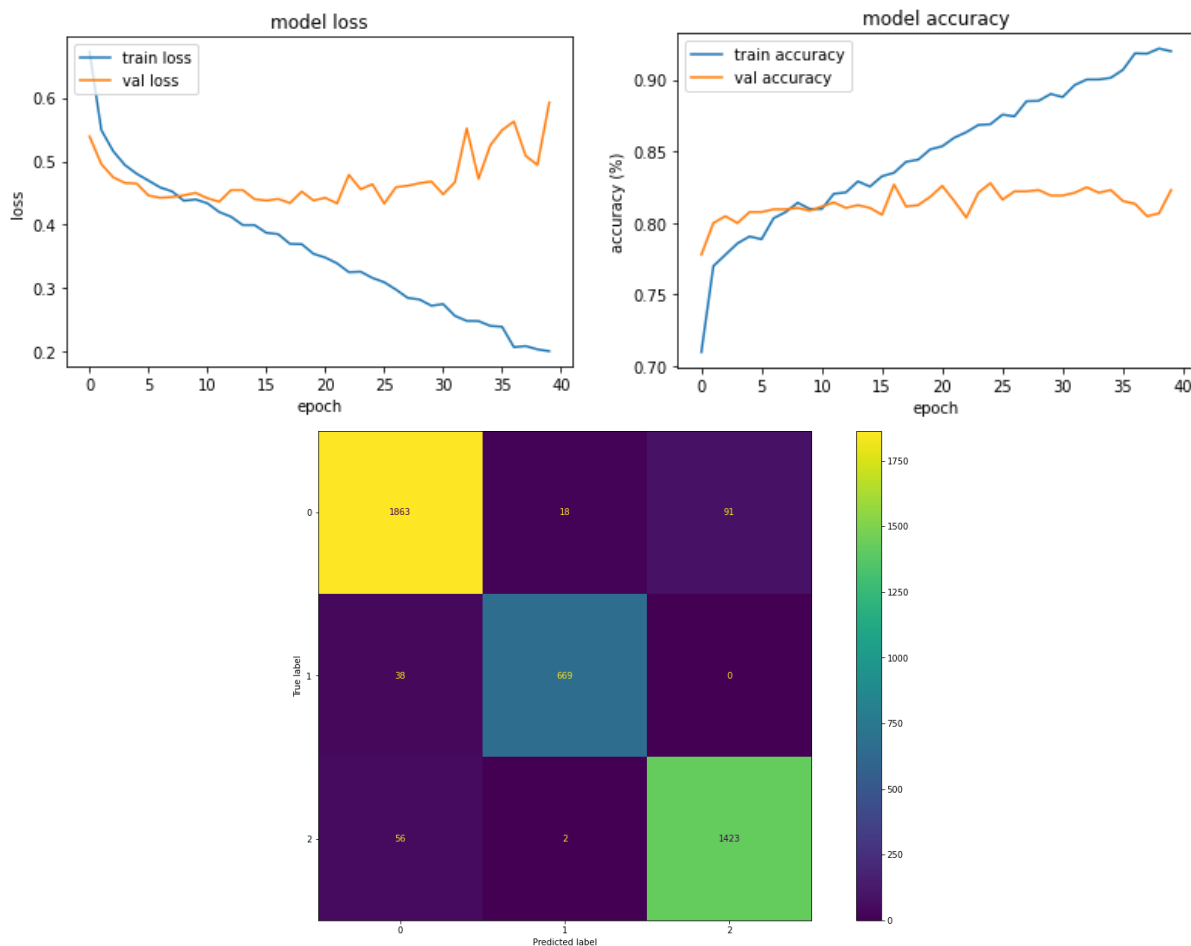 model loss
train loss
val loss
0.6
0.5
0.4
0.3
0.2
loss
0 5 10 15 20 25 30 35 40
epoch
model accuracy
train accuracy
val accuracy
0.90
0.85
0.80
0.75
0.70
accuracy (%)
0 5 10 15 20 25 30 35 40
epoch
0 1863 18 91
1 38 669 0
2 56 2 1423
True label
0 1 2
Predicted label
1750
1500
1250
1000
750
500
250
0